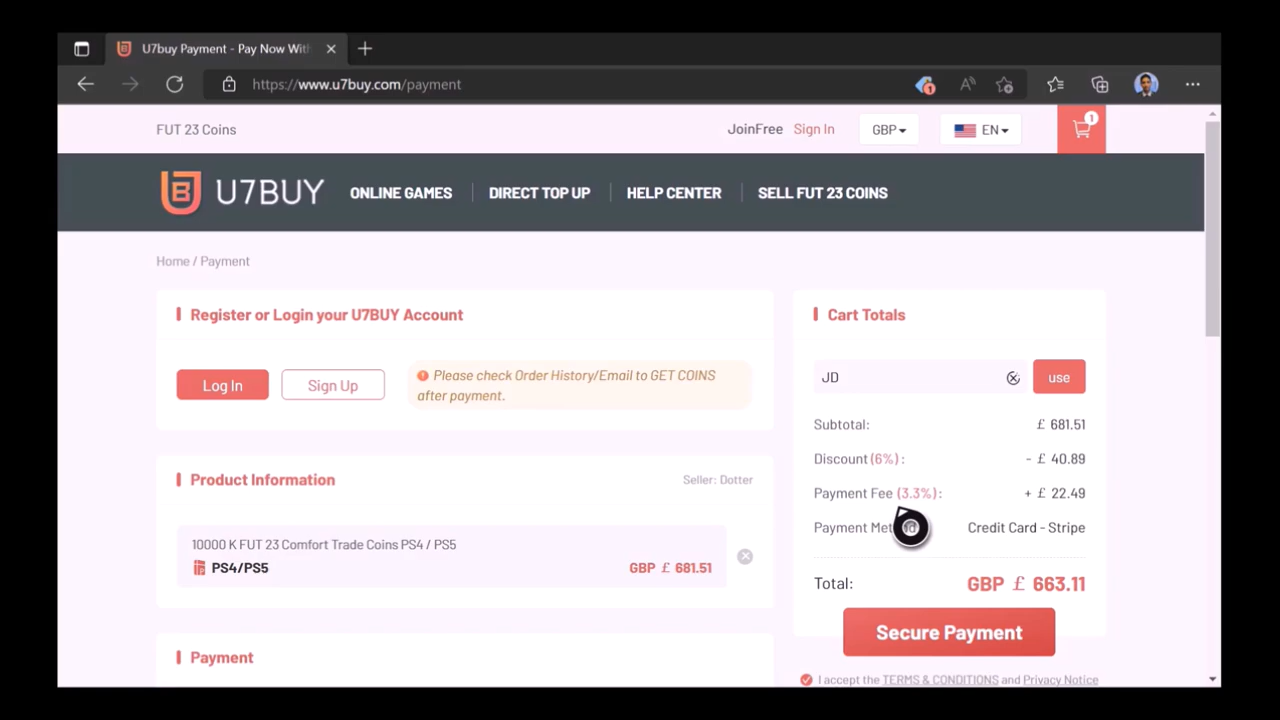 U7buy Payment - Pay Now With
https://www.u7buy.com/payment
1
FUT 23 Coins
JoinFree Sign In
GBP
EN
1
U7BUY
ONLINE GAMES
DIRECT TOP UP
HELP CENTER
SELL FUT 23 COINS
Home / Payment
Register or Login your U7BUY Account
Log In
Sign Up
Please check Order History/Email to GET COINS
after payment.
Product Information
Seller: Dotter
10000 K FUT 23 Comfort Trade Coins PS4 / PS5
PS4/PS5
GBP £ 681.51
Payment
Cart Totals
JD
use
Subtotal: £ 681.51
Discount (6%) : - £ 40.89
Payment Fee (3.3%) : + £ 22.49
Payment Credit Card - Stripe
Total: GBP £ 663.11
Secure Payment
I accept the TERMS & CONDITIONS and Privacy Notice